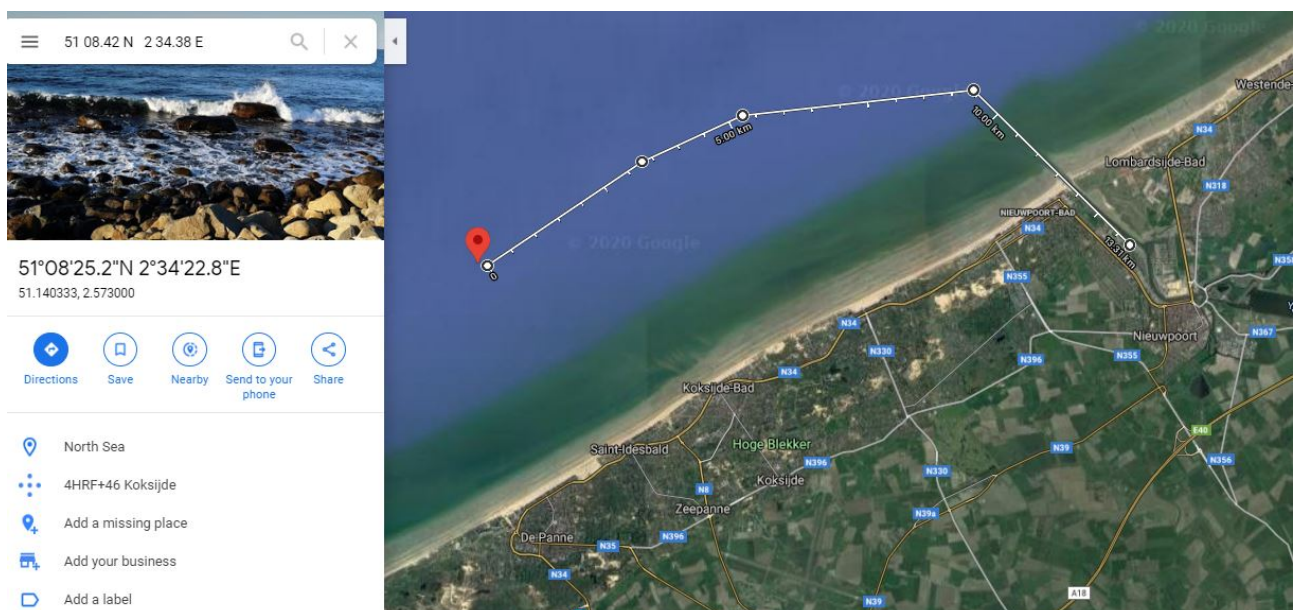 51 08.42 N 2 34.38 E
51°08'25.2"N 2°34'22.8"E
51.140333, 2.573000
Directions
Save
Nearby
Send to your
phone
Share
North Sea
4HRF+46 Koksijde
Add a missing place
Add your business
Add a label
© 2020 Google
© 2020 Google
© 2020 Google
Westende-
N34
5.00 km
10.00 km
Lombardsijde-Bad
N318
NIEUWPOORT-BAD
N34
0
13.31 km
N355
N358
N34
N330
N396
N355
Nieuwpoort
N367
N34
Koksijde-Bad
Saint-Idesbald
Hoge Blekker
E40
N39
N356
N396
N330
N8
Koksijde
Zeepanne
N39a
De Panne
N35
N396
N34
A18
N39